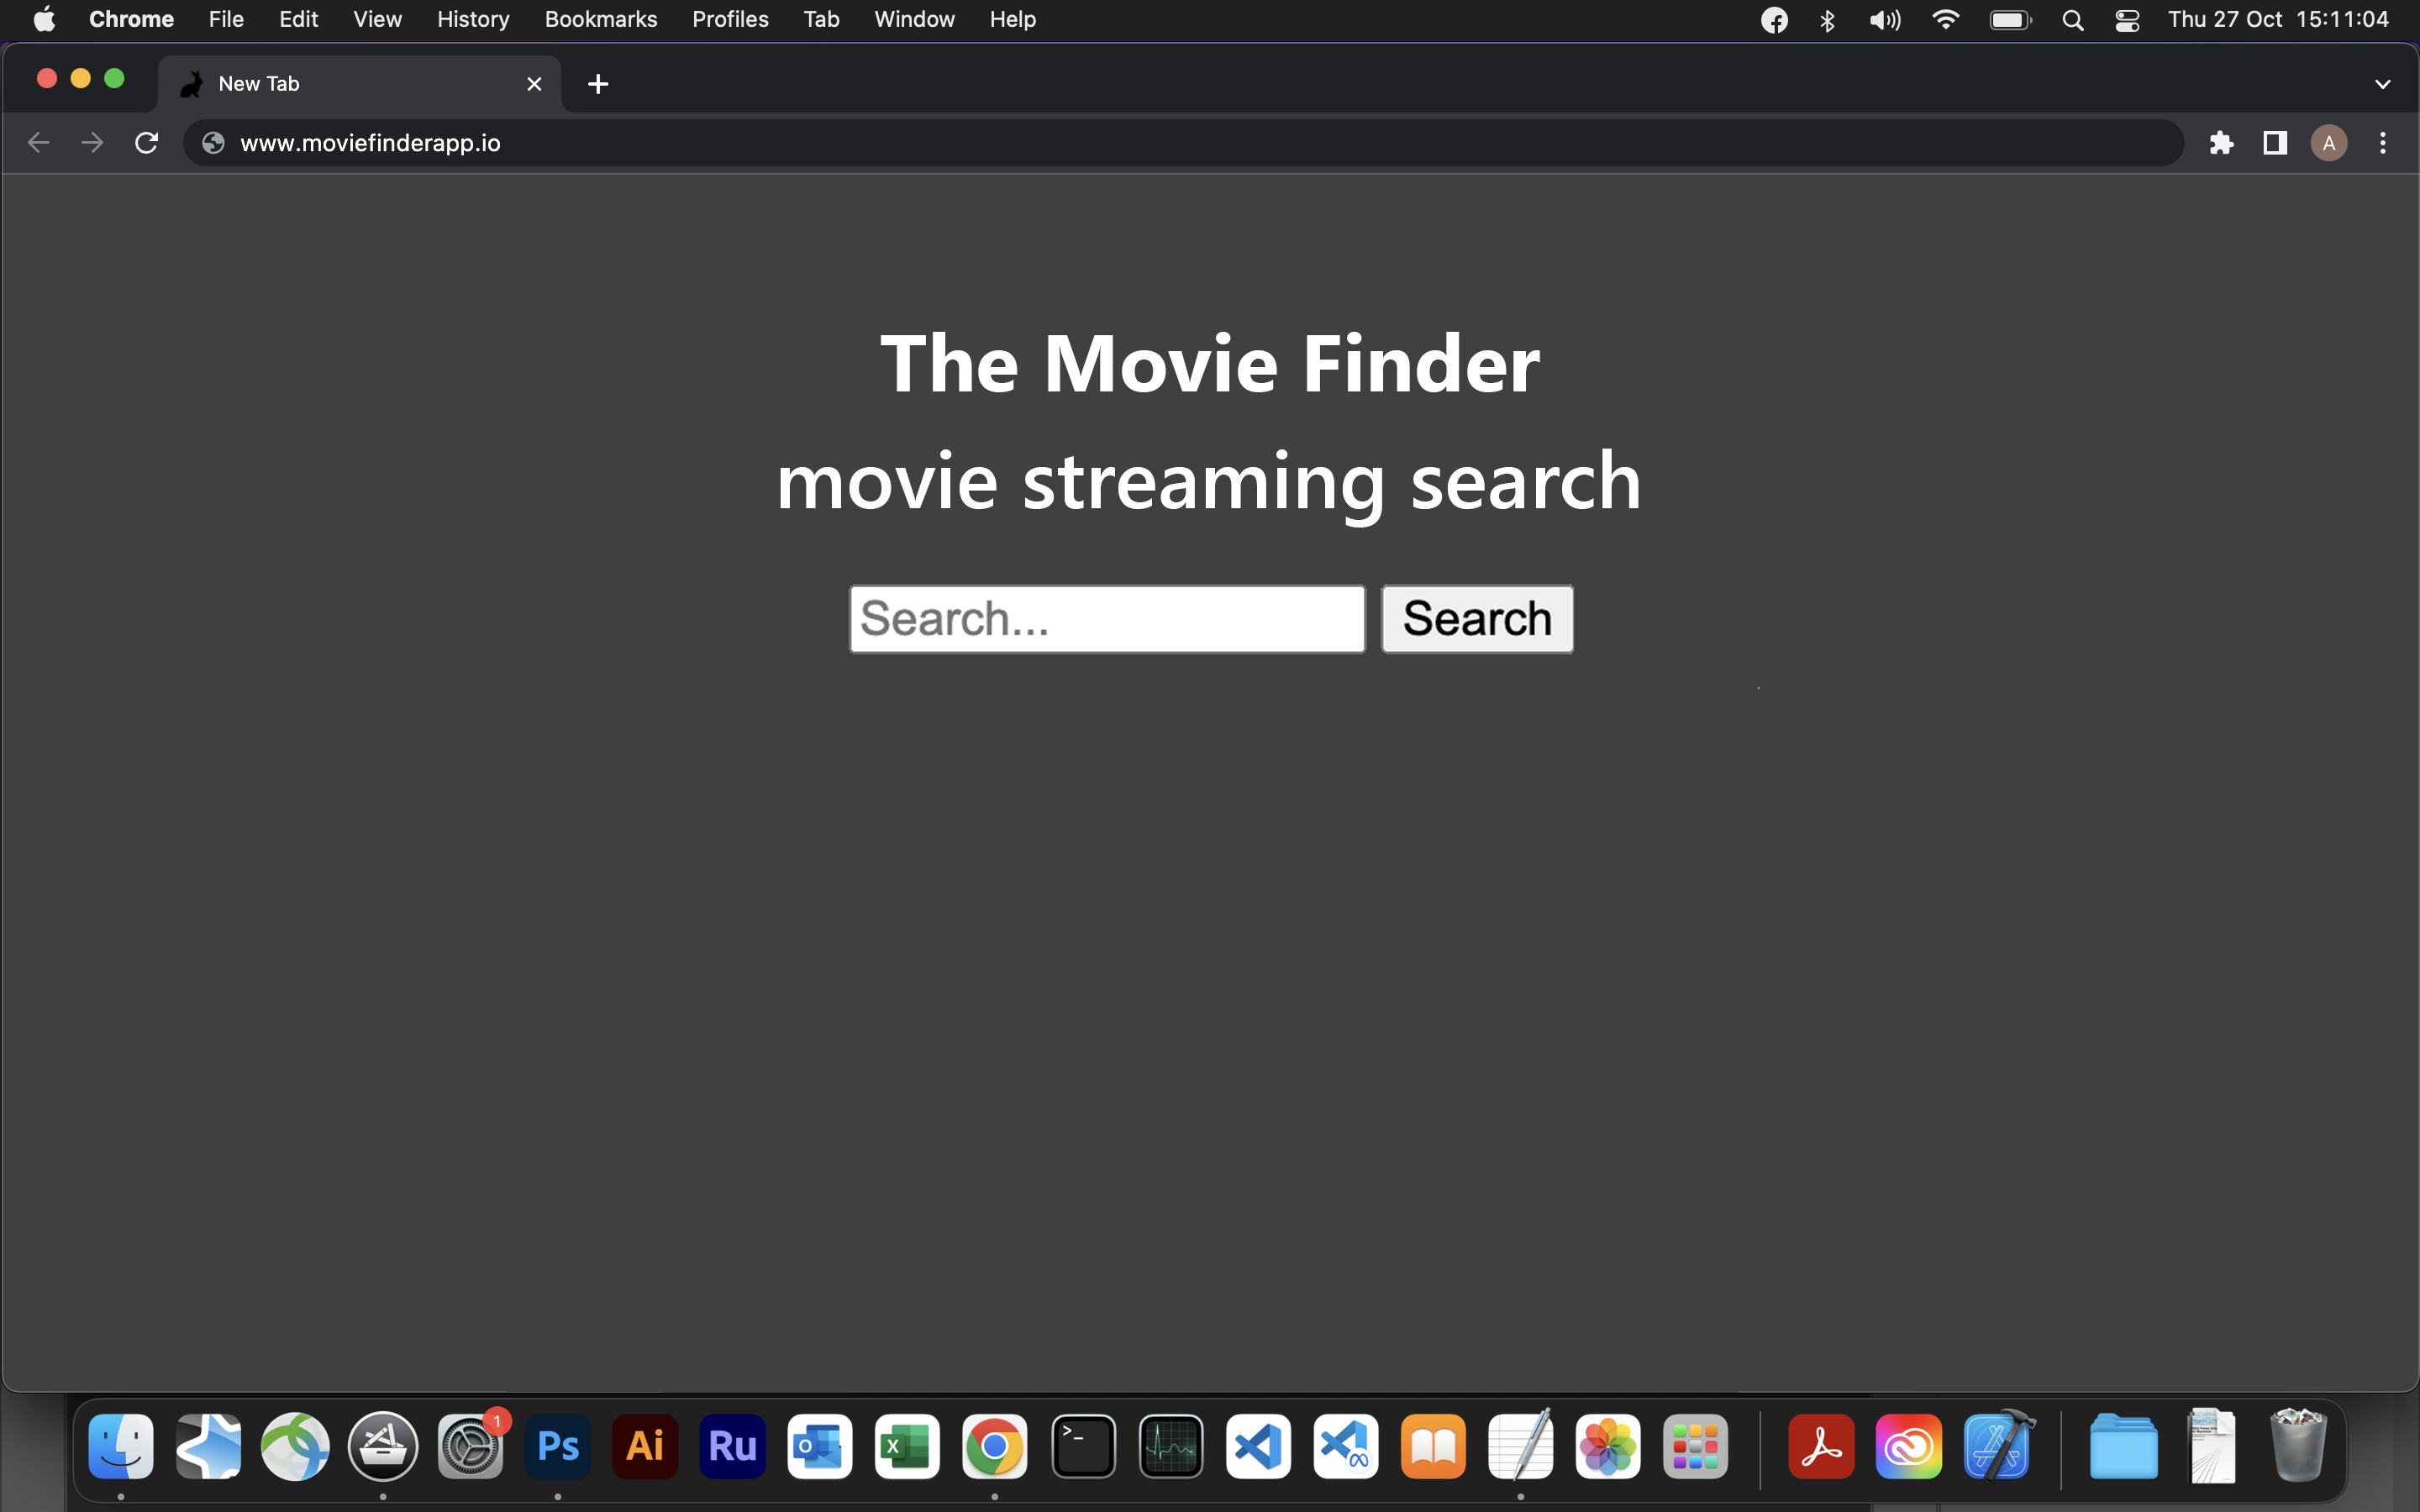 Chrome File Edit View History Bookmarks Profiles Tab Window Help Thu 27 Oct 15:11:04
New Tab
www.moviefinderapp.io A
The Movie Finder
movie streaming search
Search... Search
1
Ps Ai Ru O X >_